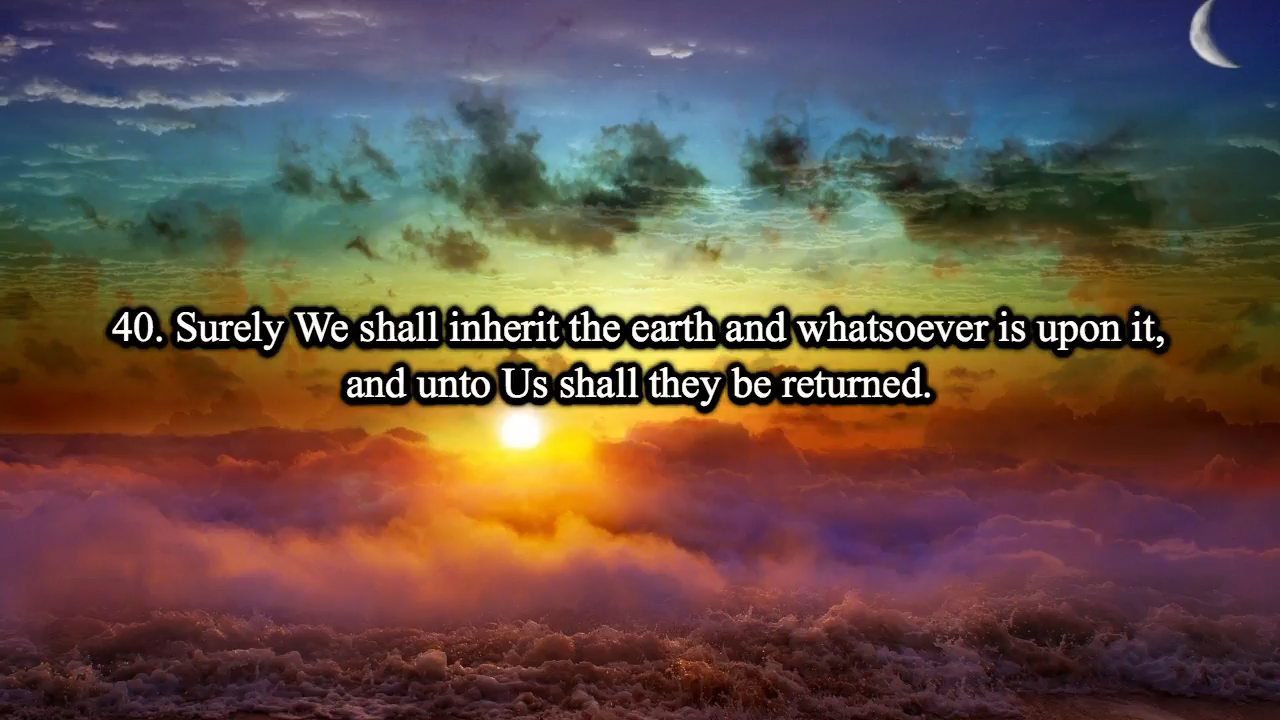 40. Surely We shall inherit the earth and whatsoever is upon it,
and unto Us shall they be returned.